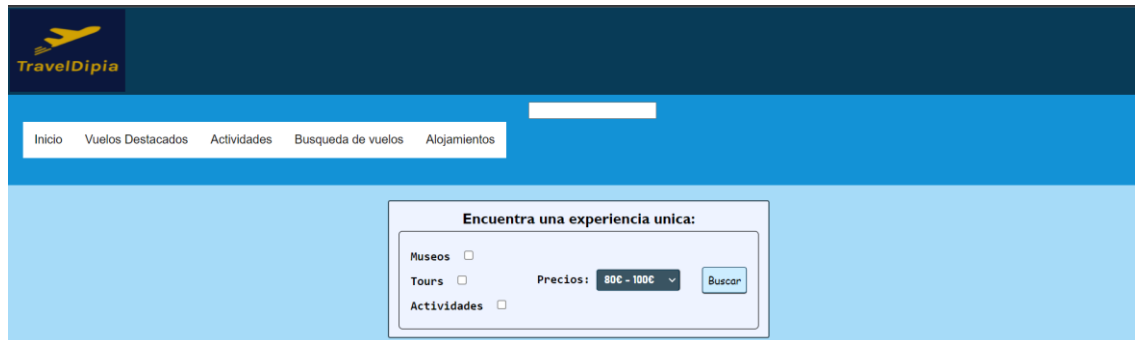 TravelDipia
Inicio Vuelos Destacados Actividades Busqueda de vuelos Alojamientos
Encuentra una experiencia unica:
Museos
Tours
Precios: 80€ - 100€
Buscar
Actividades